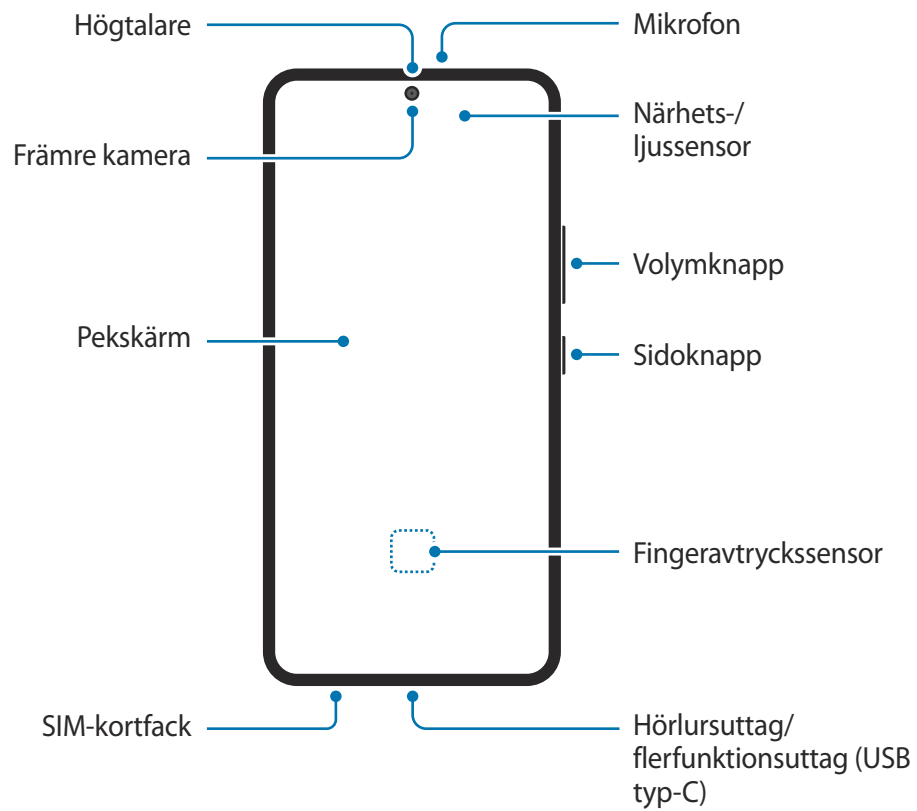 Högtalare
Mikrofon
Närhets-/
ljussensor
Främre kamera
Volymknapp
Pekskärm
Sidoknapp
Fingeravtryckssensor
SIM-kortfack
Hörlursuttag/
flerfunktionsuttag (USB
typ-C)